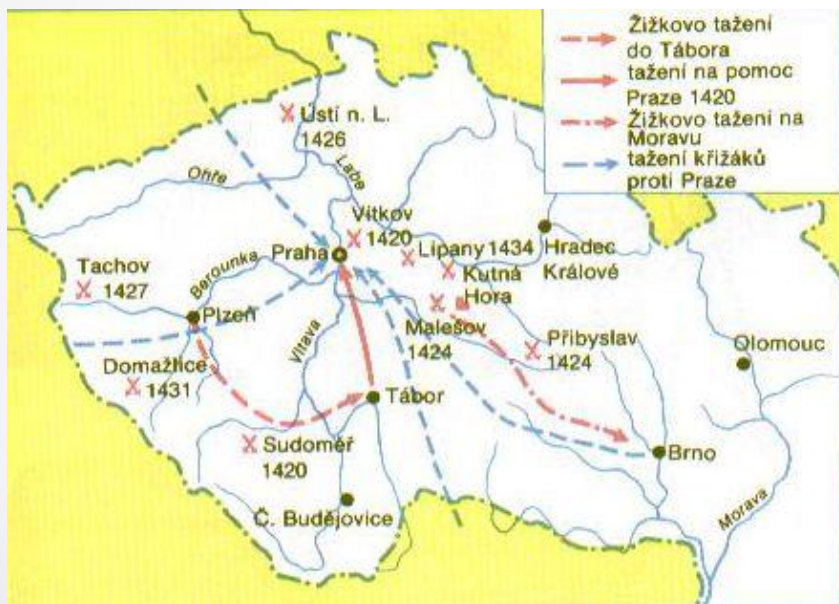 Žižkovo tažení
do Tábora
tažení na pomoc
Praze 1420
Žižkovo tažení na
Moravu
tažení křižáků
proti Praze
Ústí n. L.
1426
Ohře
Labe
Vítkov
1420
Praha
Lipany 1434
Hradec
Králové
Kutná
Hora
Tachov
1427
Berounka
Plzeň
Malešov
1424
Přibyslav
1424
Olomouc
Vltava
Domažlice
1431
Tábor
Sudoměř
1420
Brno
Č. Budějovice
Morava